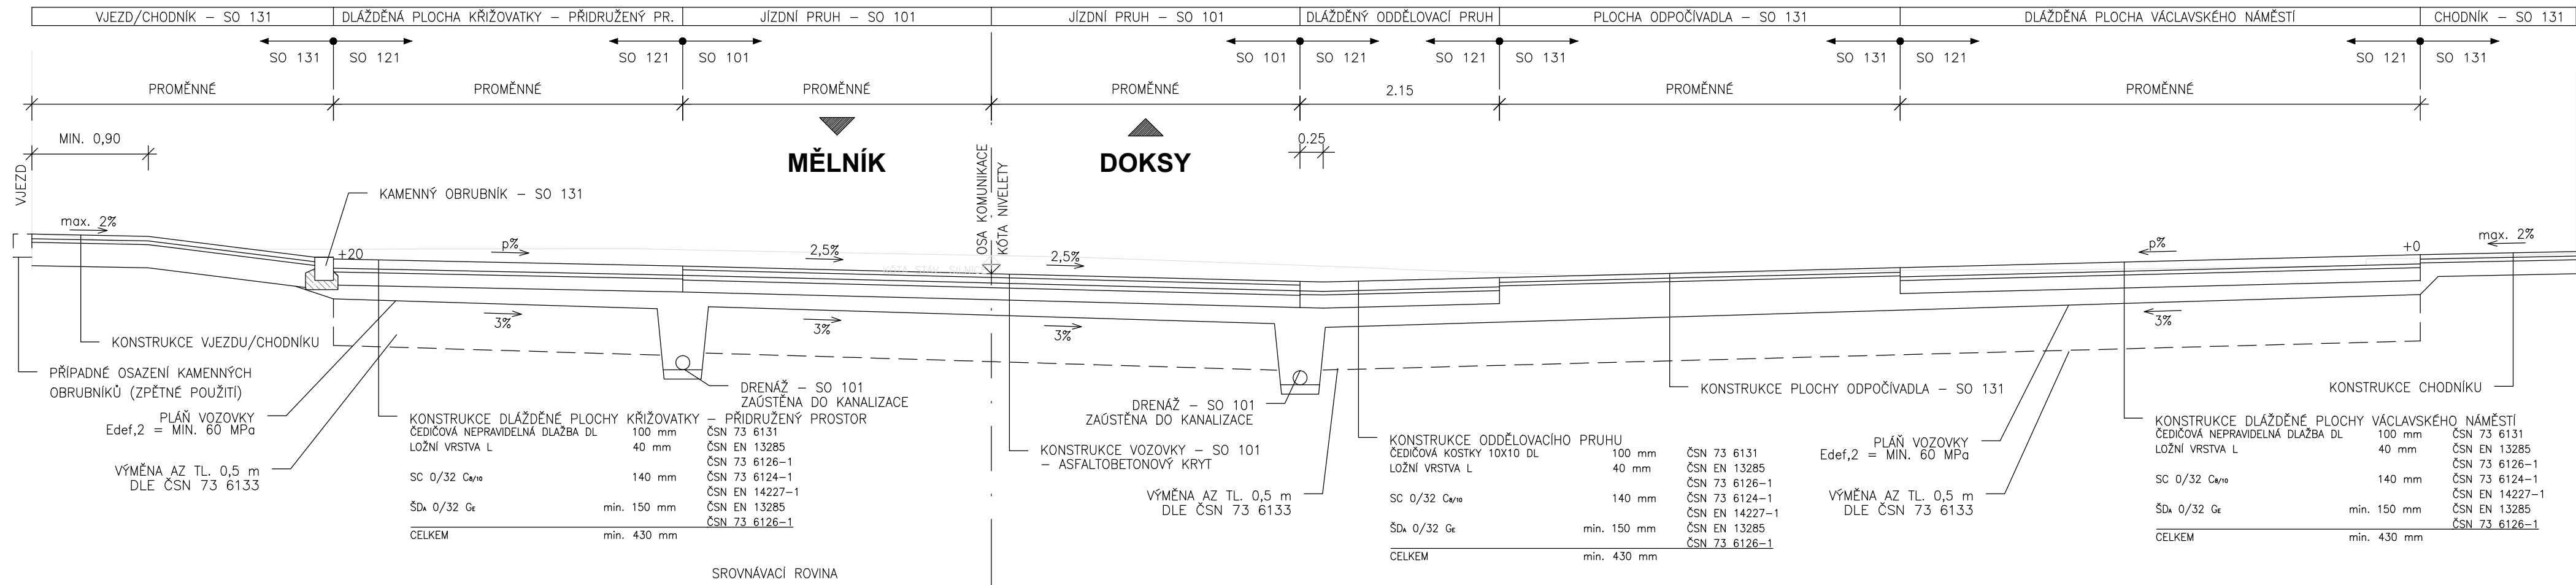 VJEZD/CHODNÍK – SO 131
DLÁŽDĚNÁ PLOCHA KŘIŽOVATKY – PŘIDRUŽENÝ PR.
JÍZDNÍ PRUH – SO 101
JÍZDNÍ PRUH – SO 101
DLÁŽDĚNÝ ODDĚLOVACÍ PRUH
PLOCHA ODPOČÍVADLA – SO 131
DLÁŽDĚNÁ PLOCHA VÁCLAVSKÉHO NÁMĚSTÍ
CHODNÍK – SO 131
SO 131
SO 121
SO 121
SO 101
SO 101
SO 121
SO 121
SO 131
SO 131
SO 121
SO 121
SO 131
PROMĚNNÉ
PROMĚNNÉ
PROMĚNNÉ
PROMĚNNÉ
2.15
PROMĚNNÉ
PROMĚNNÉ
MIN. 0,90
0.25
MĚLNÍK
DOKSY
VJEZD
OSA KOMUNIKACE
KÓTA NIVELETY
KAMENNÝ OBRUBNÍK – SO 131
max. 2%
+20
p%
2,5%
2,5%
p%
+0
max. 2%
3%
3%
3%
3%
KONSTRUKCE VJEZDU/CHODNÍKU
PŘÍPADNÉ OSAZENÍ KAMENNÝCH
OBRUBNÍKŮ (ZPĚTNÉ POUŽITÍ)
PLÁŇ VOZOVKY
Edef,2 = MIN. 60 MPa
VÝMĚNA AZ TL. 0,5 m
DLE ČSN 73 6133
DRENÁŽ – SO 101
ZAÚSTĚNA DO KANALIZACE
KONSTRUKCE DLÁŽDĚNÉ PLOCHY KŘIŽOVATKY – PŘIDRUŽENÝ PROSTOR
ČEDIČOVÁ NEPRAVIDELNÁ DLAŽBA DL 100 mm ČSN 73 6131
LOŽNÍ VRSTVA L 40 mm ČSN EN 13285
ČSN 73 6126-1
SC 0/32 C8/10 140 mm ČSN 73 6124-1
ČSN EN 14227-1
ŠDA 0/32 GE min. 150 mm ČSN EN 13285
ČSN 73 6126-1
CELKEM min. 430 mm
SROVNÁVACÍ ROVINA
KONSTRUKCE VOZOVKY – SO 101
– ASFALTOBETONOVÝ KRYT
DRENÁŽ – SO 101
ZAÚSTĚNA DO KANALIZACE
VÝMĚNA AZ TL. 0,5 m
DLE ČSN 73 6133
KONSTRUKCE ODDĚLOVACÍHO PRUHU
ČEDIČOVÁ KOSTKY 10X10 DL 100 mm ČSN 73 6131
LOŽNÍ VRSTVA L 40 mm ČSN EN 13285
ČSN 73 6126-1
SC 0/32 C8/10 140 mm ČSN 73 6124-1
ČSN EN 14227-1
ŠDA 0/32 GE min. 150 mm ČSN EN 13285
ČSN 73 6126-1
CELKEM min. 430 mm
KONSTRUKCE PLOCHY ODPOČÍVADLA – SO 131
PLÁŇ VOZOVKY
Edef,2 = MIN. 60 MPa
VÝMĚNA AZ TL. 0,5 m
DLE ČSN 73 6133
KONSTRUKCE CHODNÍKU
KONSTRUKCE DLÁŽDĚNÉ PLOCHY VÁCLAVSKÉHO NÁMĚSTÍ
ČEDIČOVÁ NEPRAVIDELNÁ DLAŽBA DL 100 mm ČSN 73 6131
LOŽNÍ VRSTVA L 40 mm ČSN EN 13285
ČSN 73 6126-1
SC 0/32 C8/10 140 mm ČSN 73 6124-1
ČSN EN 14227-1
ŠDA 0/32 GE min. 150 mm ČSN EN 13285
ČSN 73 6126-1
CELKEM min. 430 mm